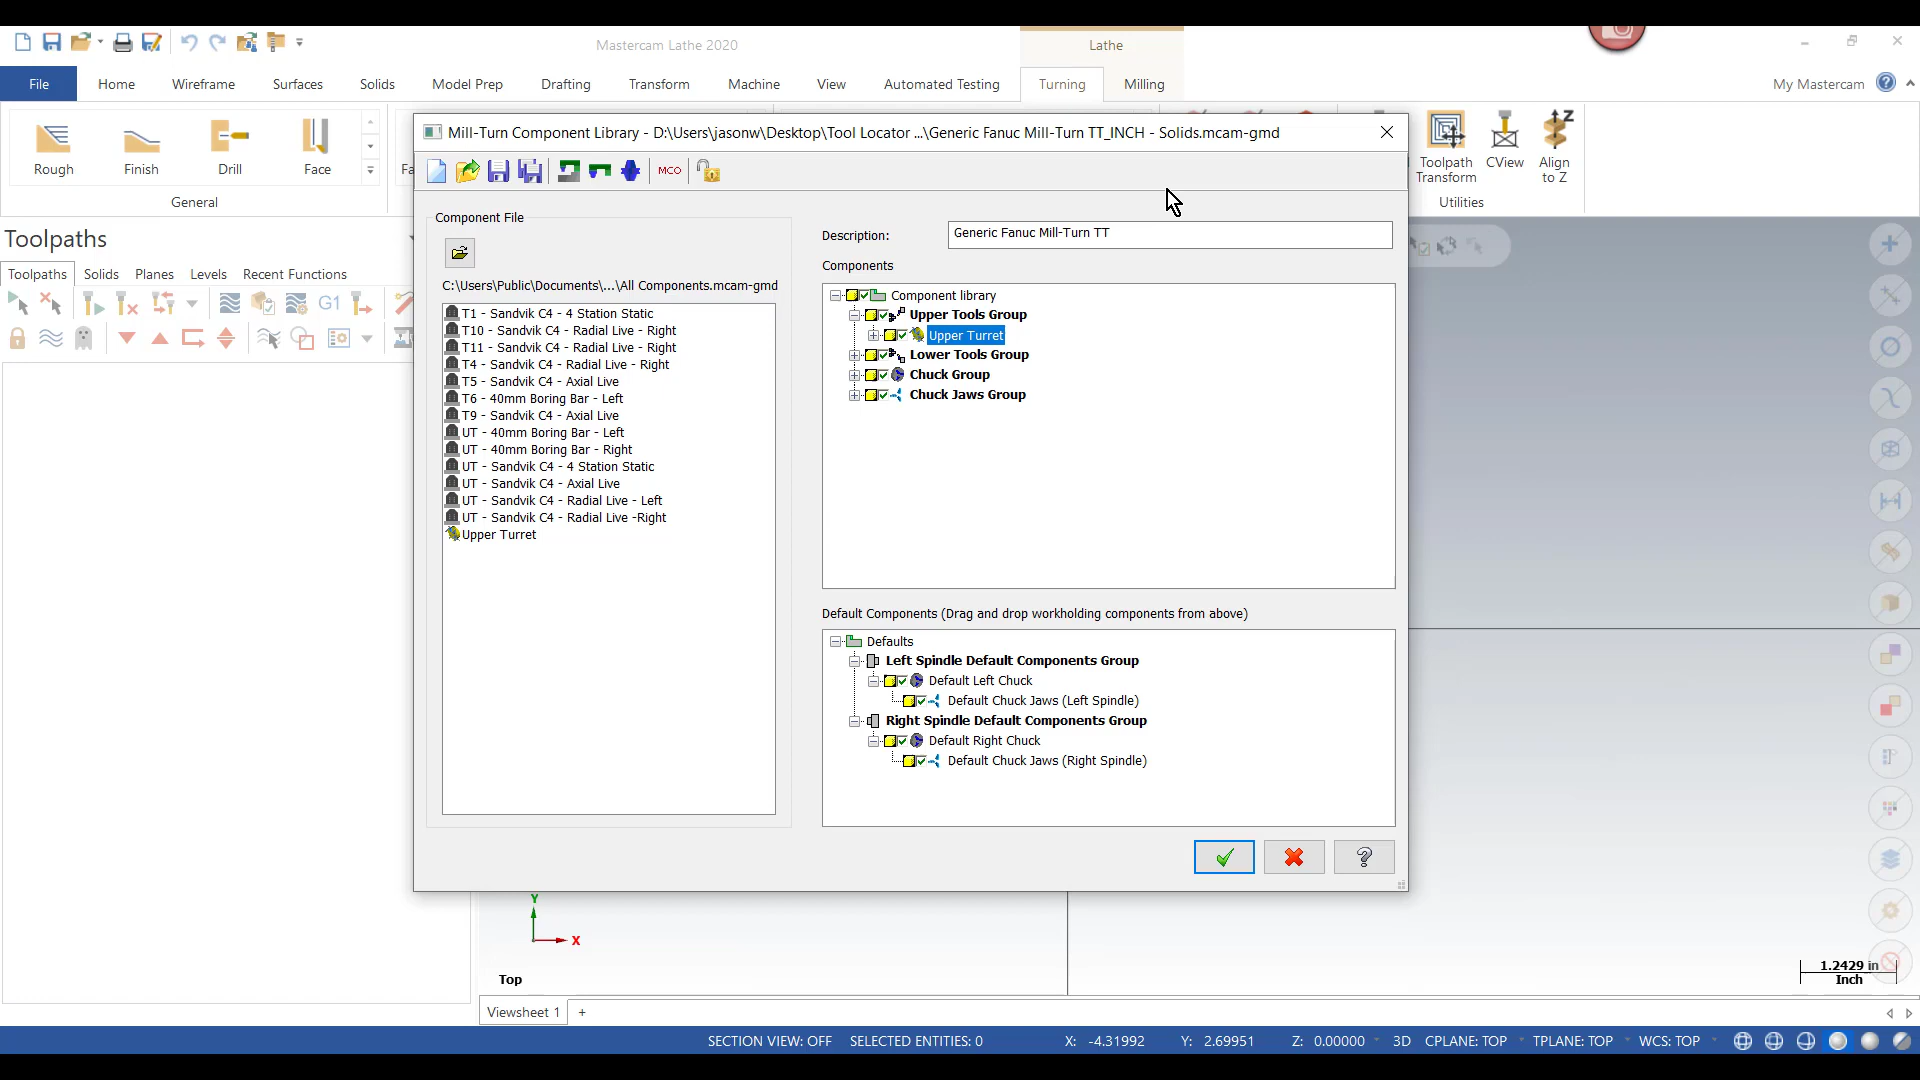 Mastercam Lathe 2020
Lathe
File
Home
Wireframe
Surfaces
Solids
Model Prep
Drafting
Transform
Machine
View
Automated Testing
Turning
Milling
My Mastercam
Rough
Finish
Drill
Face
General
Fa
Toolpath
Transform
CView
Align
to Z
Utilities
Mill-Turn Component Library - D:\Users\jasonw\Desktop\Tool Locator ...\Generic Fanuc Mill-Turn TT_INCH - Solids.mcam-gmd
MCO
Toolpaths
Toolpaths
Solids
Planes
Levels
Recent Functions
G1
Component File
C:\Users\Public\Documents\...\All Components.mcam-gmd
T1 - Sandvik C4 - 4 Station Static
T10 - Sandvik C4 - Radial Live - Right
T11 - Sandvik C4 - Radial Live - Right
T4 - Sandvik C4 - Radial Live - Right
T5 - Sandvik C4 - Axial Live
T6 - 40mm Boring Bar - Left
T9 - Sandvik C4 - Axial Live
UT - 40mm Boring Bar - Left
UT - 40mm Boring Bar - Right
UT - Sandvik C4 - 4 Station Static
UT - Sandvik C4 - Axial Live
UT - Sandvik C4 - Radial Live - Left
UT - Sandvik C4 - Radial Live -Right
Upper Turret
Description:
Generic Fanuc Mill-Turn TT
Components
Component library
Upper Tools Group
Upper Turret
Lower Tools Group
Chuck Group
Chuck Jaws Group
Default Components (Drag and drop workholding components from above)
Defaults
Left Spindle Default Components Group
Default Left Chuck
Default Chuck Jaws (Left Spindle)
Right Spindle Default Components Group
Default Right Chuck
Default Chuck Jaws (Right Spindle)
Y
X
Top
1.2429 in
Inch
Viewsheet 1
+
SECTION VIEW: OFF
SELECTED ENTITIES: 0
X: -4.31992
Y: 2.69951
Z: 0.00000
3D
CPLANE: TOP
TPLANE: TOP
WCS: TOP